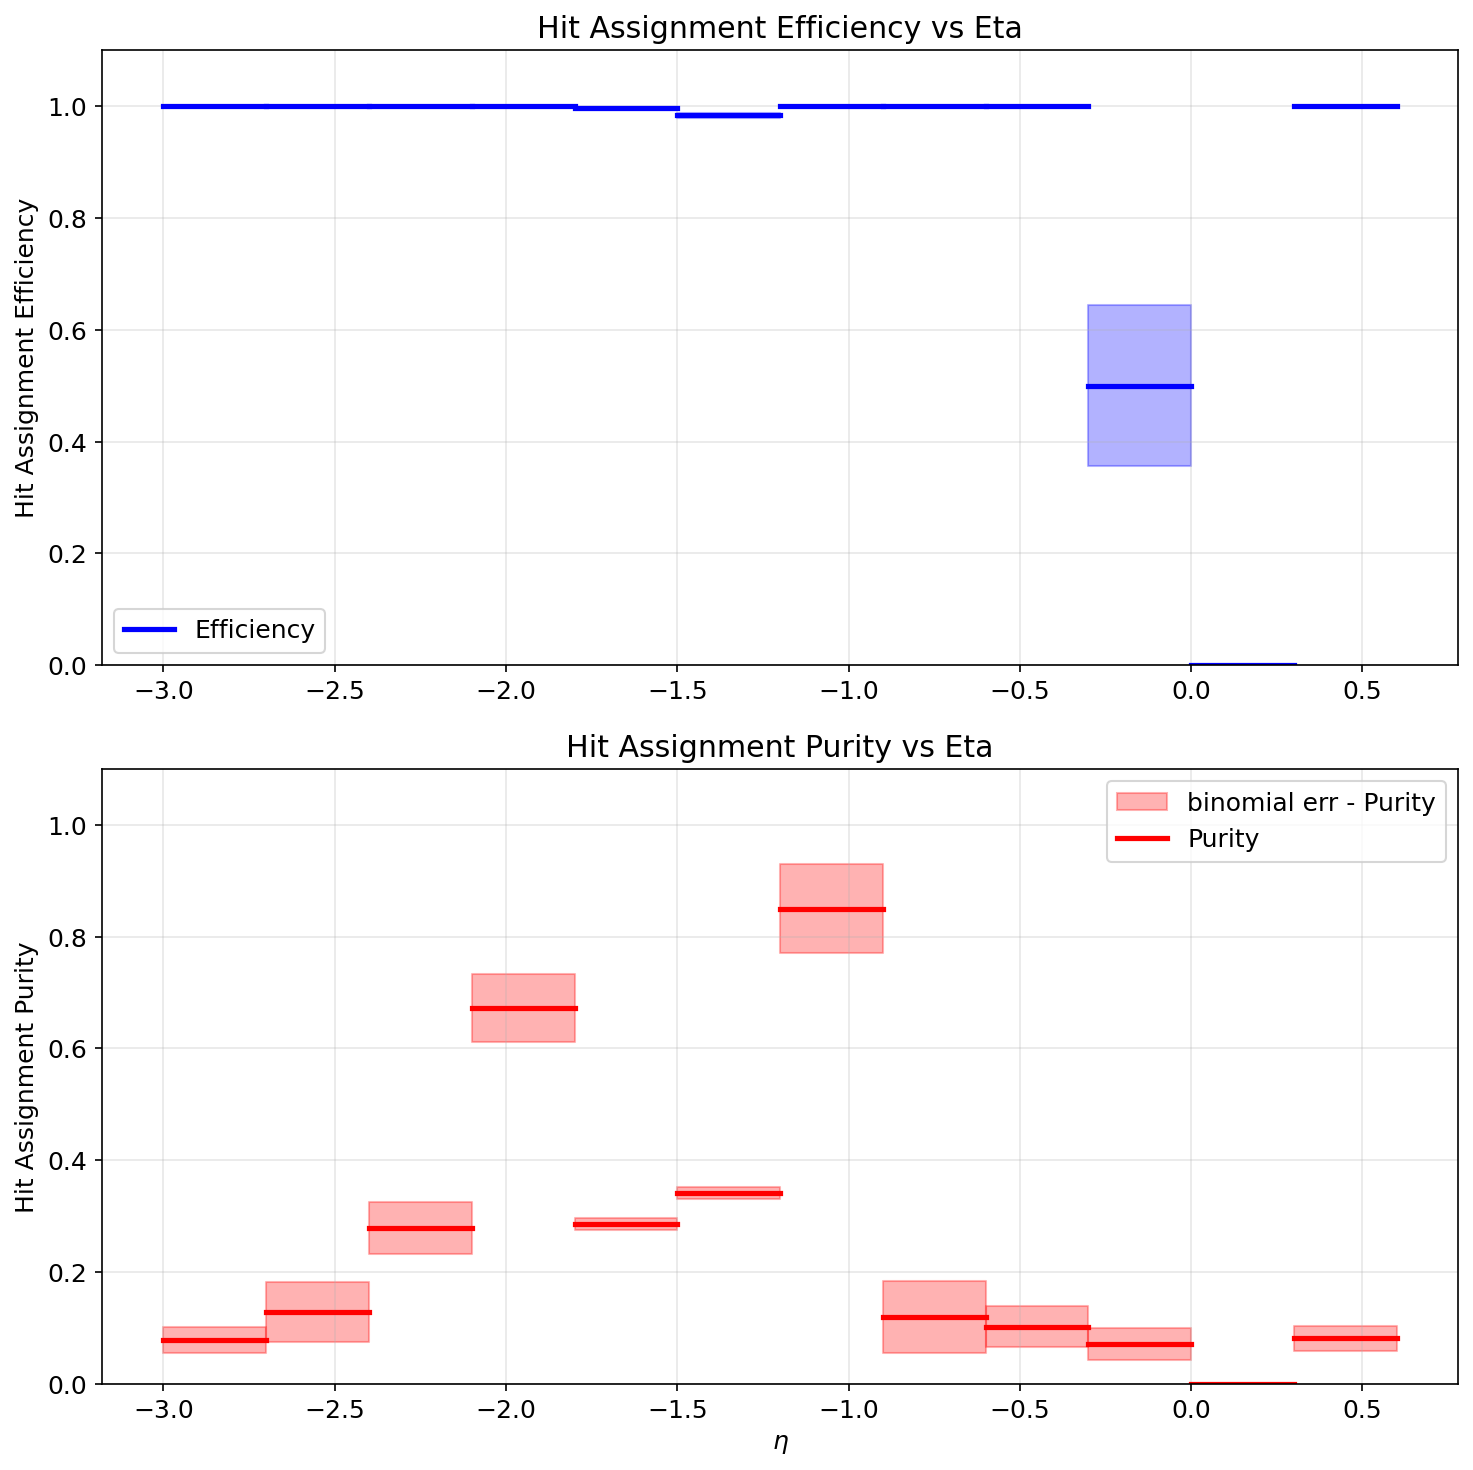 Hit Assignment Efficiency vs Eta
Hit Assignment Efficiency
1.0
0.8
0.6
0.4
0.2
0.0
Efficiency
−3.0 −2.5 −2.0 −1.5 −1.0 −0.5 0.0 0.5
Hit Assignment Purity vs Eta
Hit Assignment Purity
1.0
0.8
0.6
0.4
0.2
0.0
binomial err - Purity
Purity
−3.0 −2.5 −2.0 −1.5 −1.0 −0.5 0.0 0.5
η